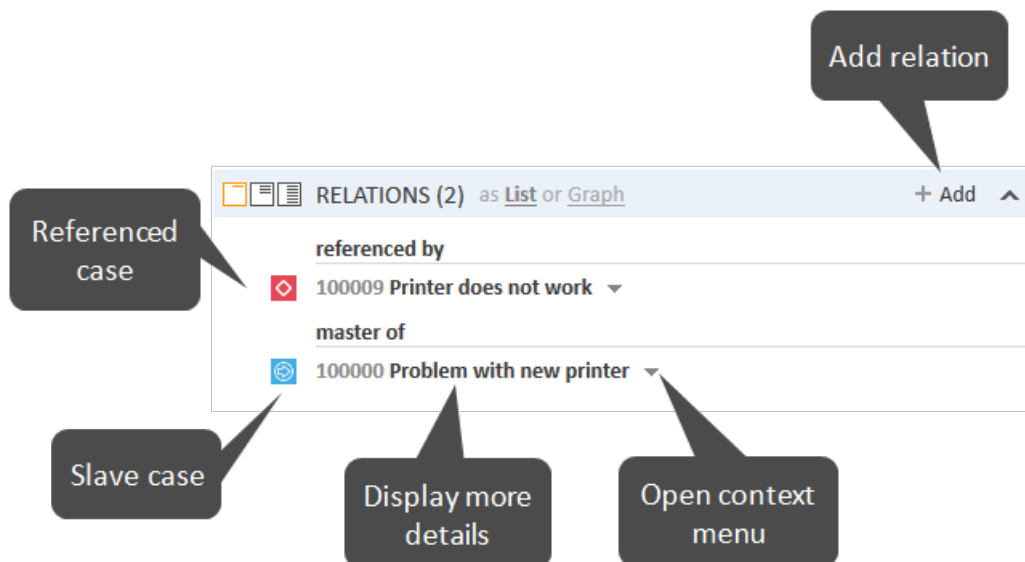 Add relation
RELATIONS (2) as List or Graph + Add
Referenced
case
referenced by
100009 Printer does not work
master of
100000 Problem with new printer
Slave case
Display more
details
Open context
menu